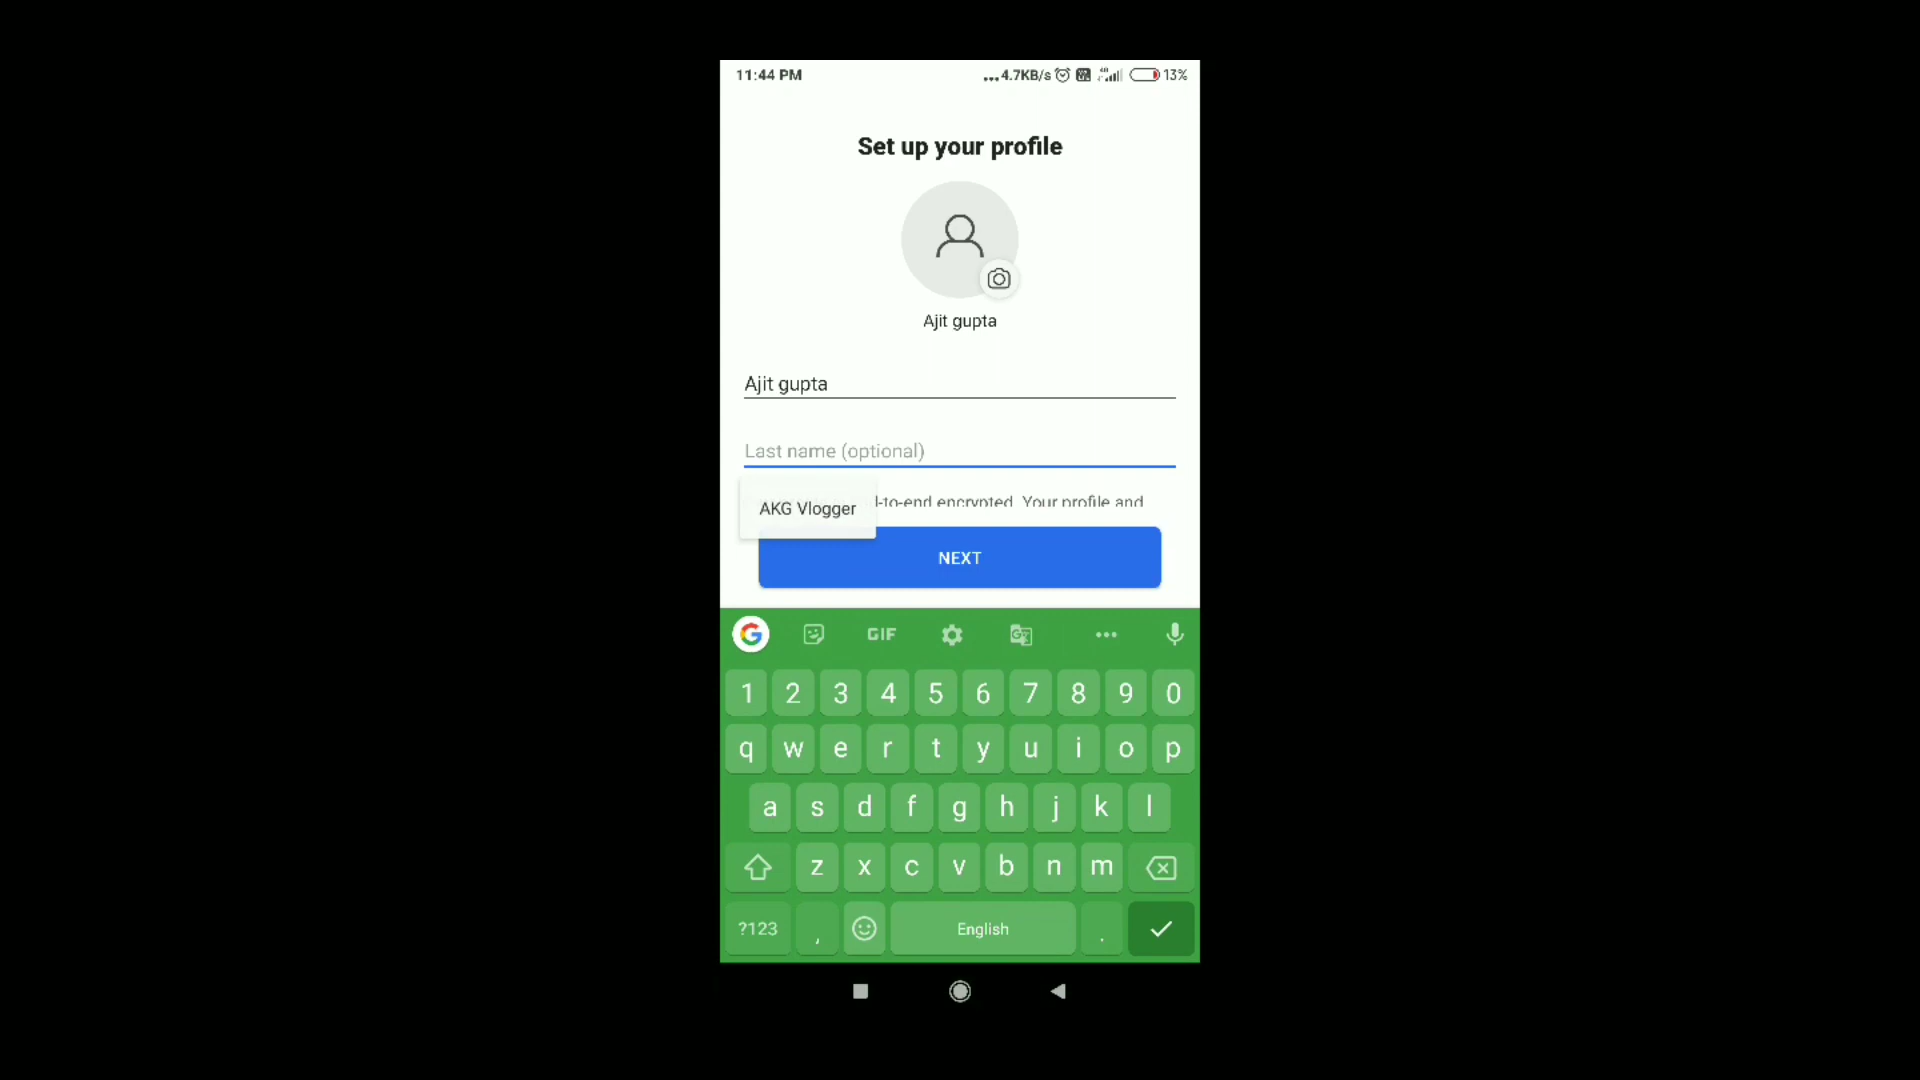 11:44 PM ...4.7KB/s 13%
Set up your profile
Ajit gupta
Ajit gupta
Last name (optional)
-to-end encrypted. Your profile and
AKG Vlogger
NEXT
GIF
1 2 3 4 5 6 7 8 9 0
q w e r t y u i o p
a s d f g h j k l
z x c v b n m
?123 , English .